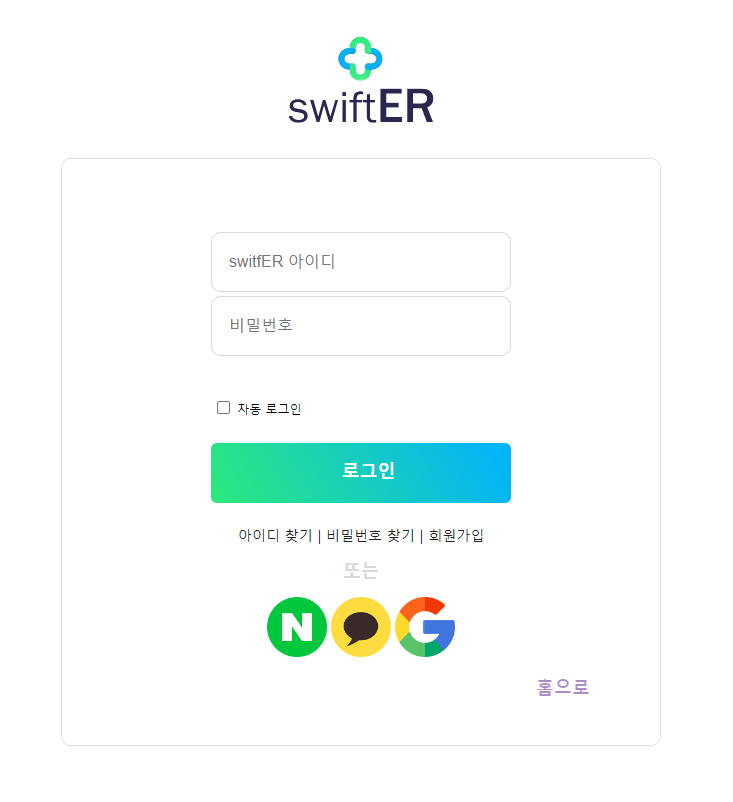 swiftER
switfER 아이디
비밀번호
자동 로그인
로그인
아이디 찾기 | 비밀번호 찾기 | 회원가입
또는
N G
홈으로